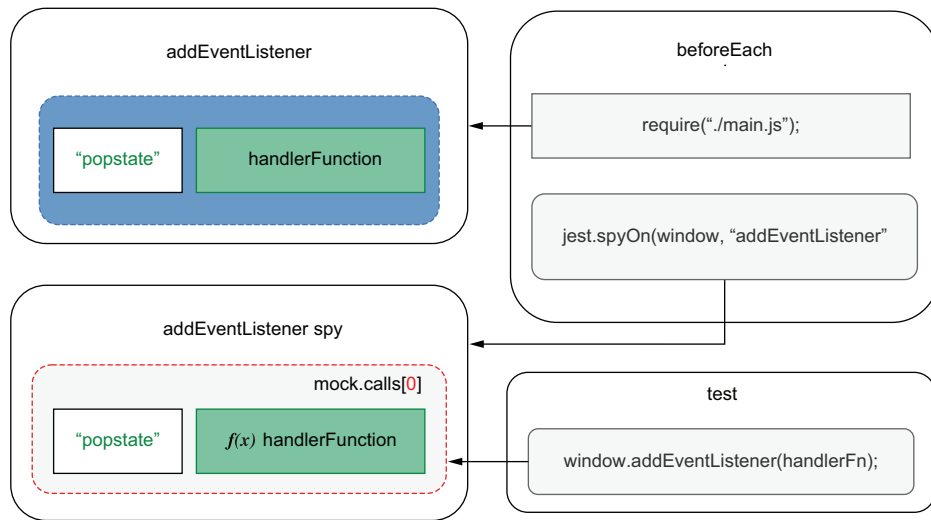 addEventListener
“popstate”
handlerFunction
beforeEach
require(“./main.js”);
jest.spyOn(window, “addEventListener”
addEventListener spy
mock.calls[0]
“popstate”
f(x) handlerFunction
test
window.addEventListener(handlerFn);